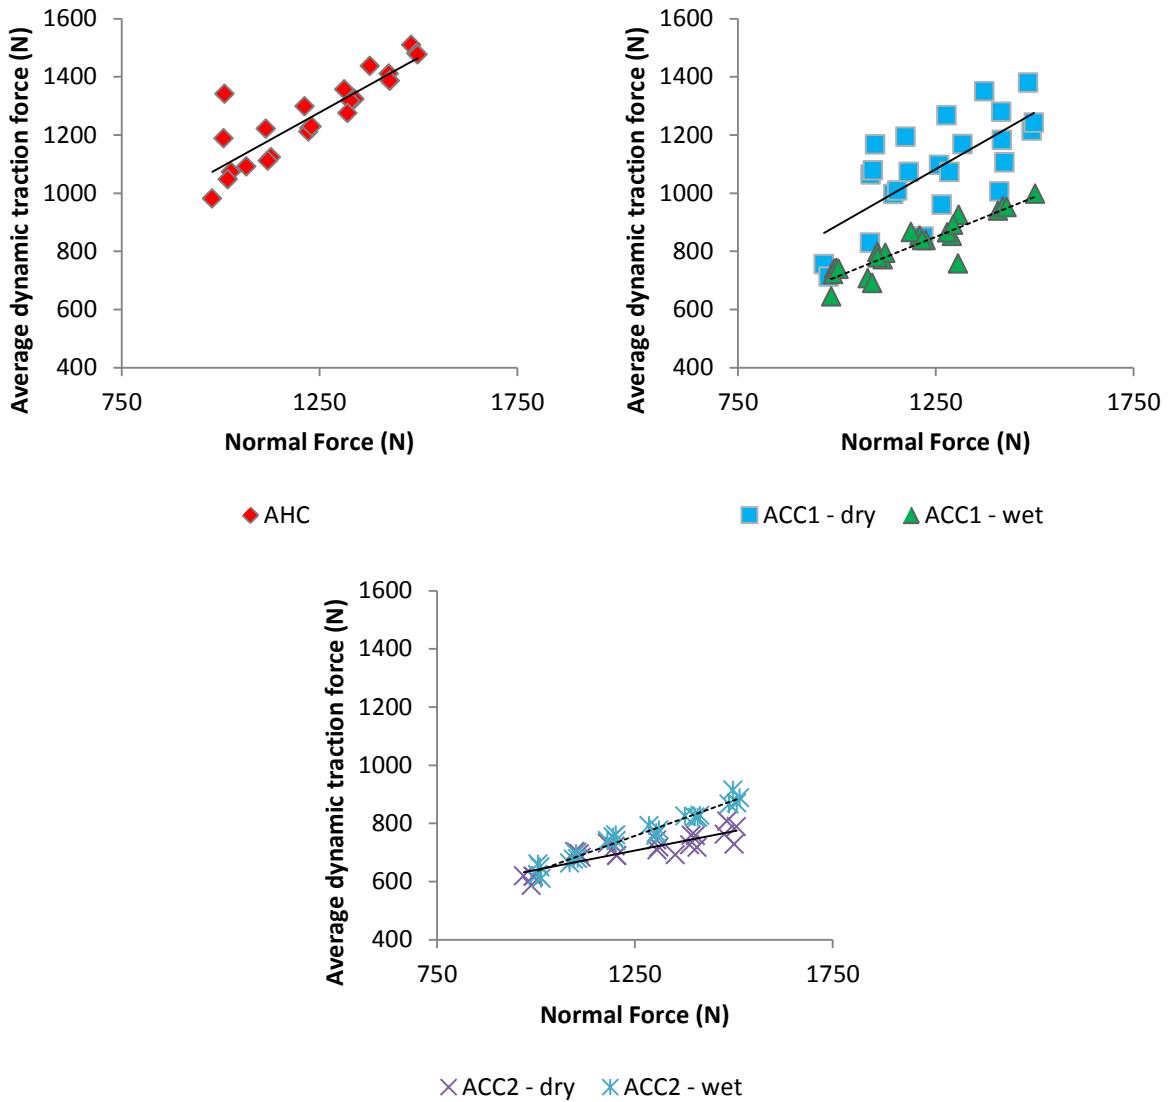 Average dynamic traction force (N)
1600
1400
1200
1000
800
600
400
750
1250
1750
Normal Force (N)
AHC
Average dynamic traction force (N)
1600
1400
1200
1000
800
600
400
750
1250
1750
Normal Force (N)
ACC1 - dry
ACC1 - wet
Average dynamic traction force (N)
1600
1400
1200
1000
800
600
400
750
1250
1750
Normal Force (N)
ACC2 - dry
ACC2 - wet